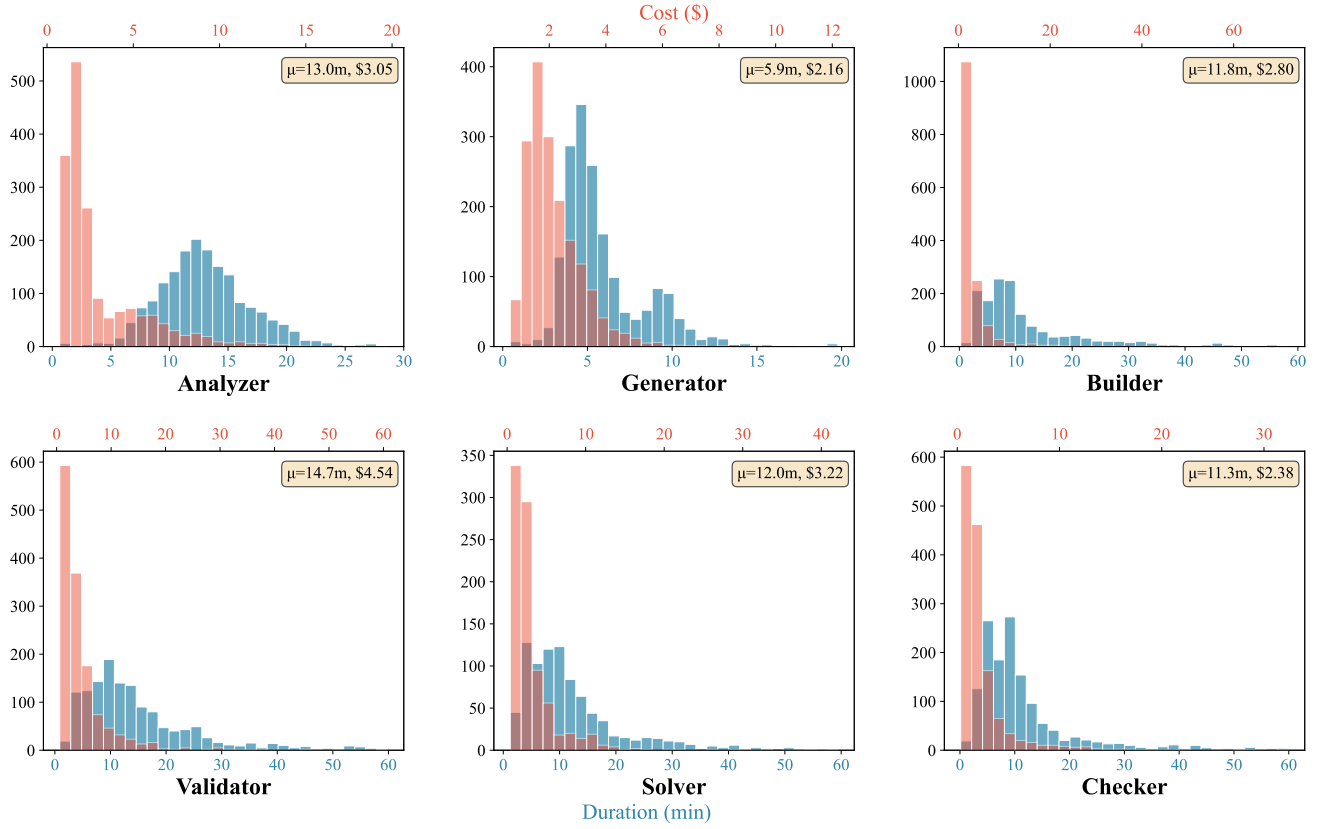 Cost ($)
0 5 10 15 20
2 4 6 8 10 12
0 20 40 60
μ=13.0m, $3.05
μ=5.9m, $2.16
μ=11.8m, $2.80
500
400
300
200
100
0
400
300
200
100
0
1000
800
600
400
200
0
0 5 10 15 20 25 30
0 5 10 15 20
0 10 20 30 40 50 60
Analyzer
Generator
Builder
0 10 20 30 40 50 60
0 10 20 30 40
0 10 20 30
μ=14.7m, $4.54
μ=12.0m, $3.22
μ=11.3m, $2.38
600
500
400
300
200
100
0
350
300
250
200
150
100
50
0
600
500
400
300
200
100
0
0 10 20 30 40 50 60
0 10 20 30 40 50 60
0 10 20 30 40 50 60
Validator
Solver
Checker
Duration (min)